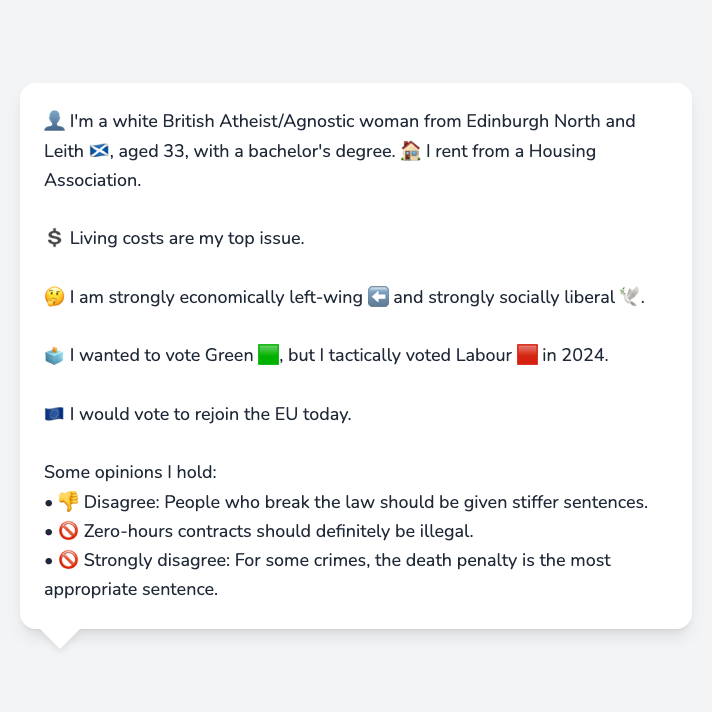 👤 I'm a white British Atheist/Agnostic woman from Edinburgh North and
Leith 🏴󠁧󠁢󠁳󠁣󠁴󠁿, aged 33, with a bachelor's degree. 🏠 I rent from a Housing
Association.
💲 Living costs are my top issue.
🤔 I am strongly economically left-wing ⬅️ and strongly socially liberal 🕊️.
🗳️ I wanted to vote Green 🟩, but I tactically voted Labour 🟥 in 2024.
🇪🇺 I would vote to rejoin the EU today.
Some opinions I hold:
• 👎 Disagree: People who break the law should be given stiffer sentences.
• 🚫 Zero-hours contracts should definitely be illegal.
• 🚫 Strongly disagree: For some crimes, the death penalty is the most
appropriate sentence.